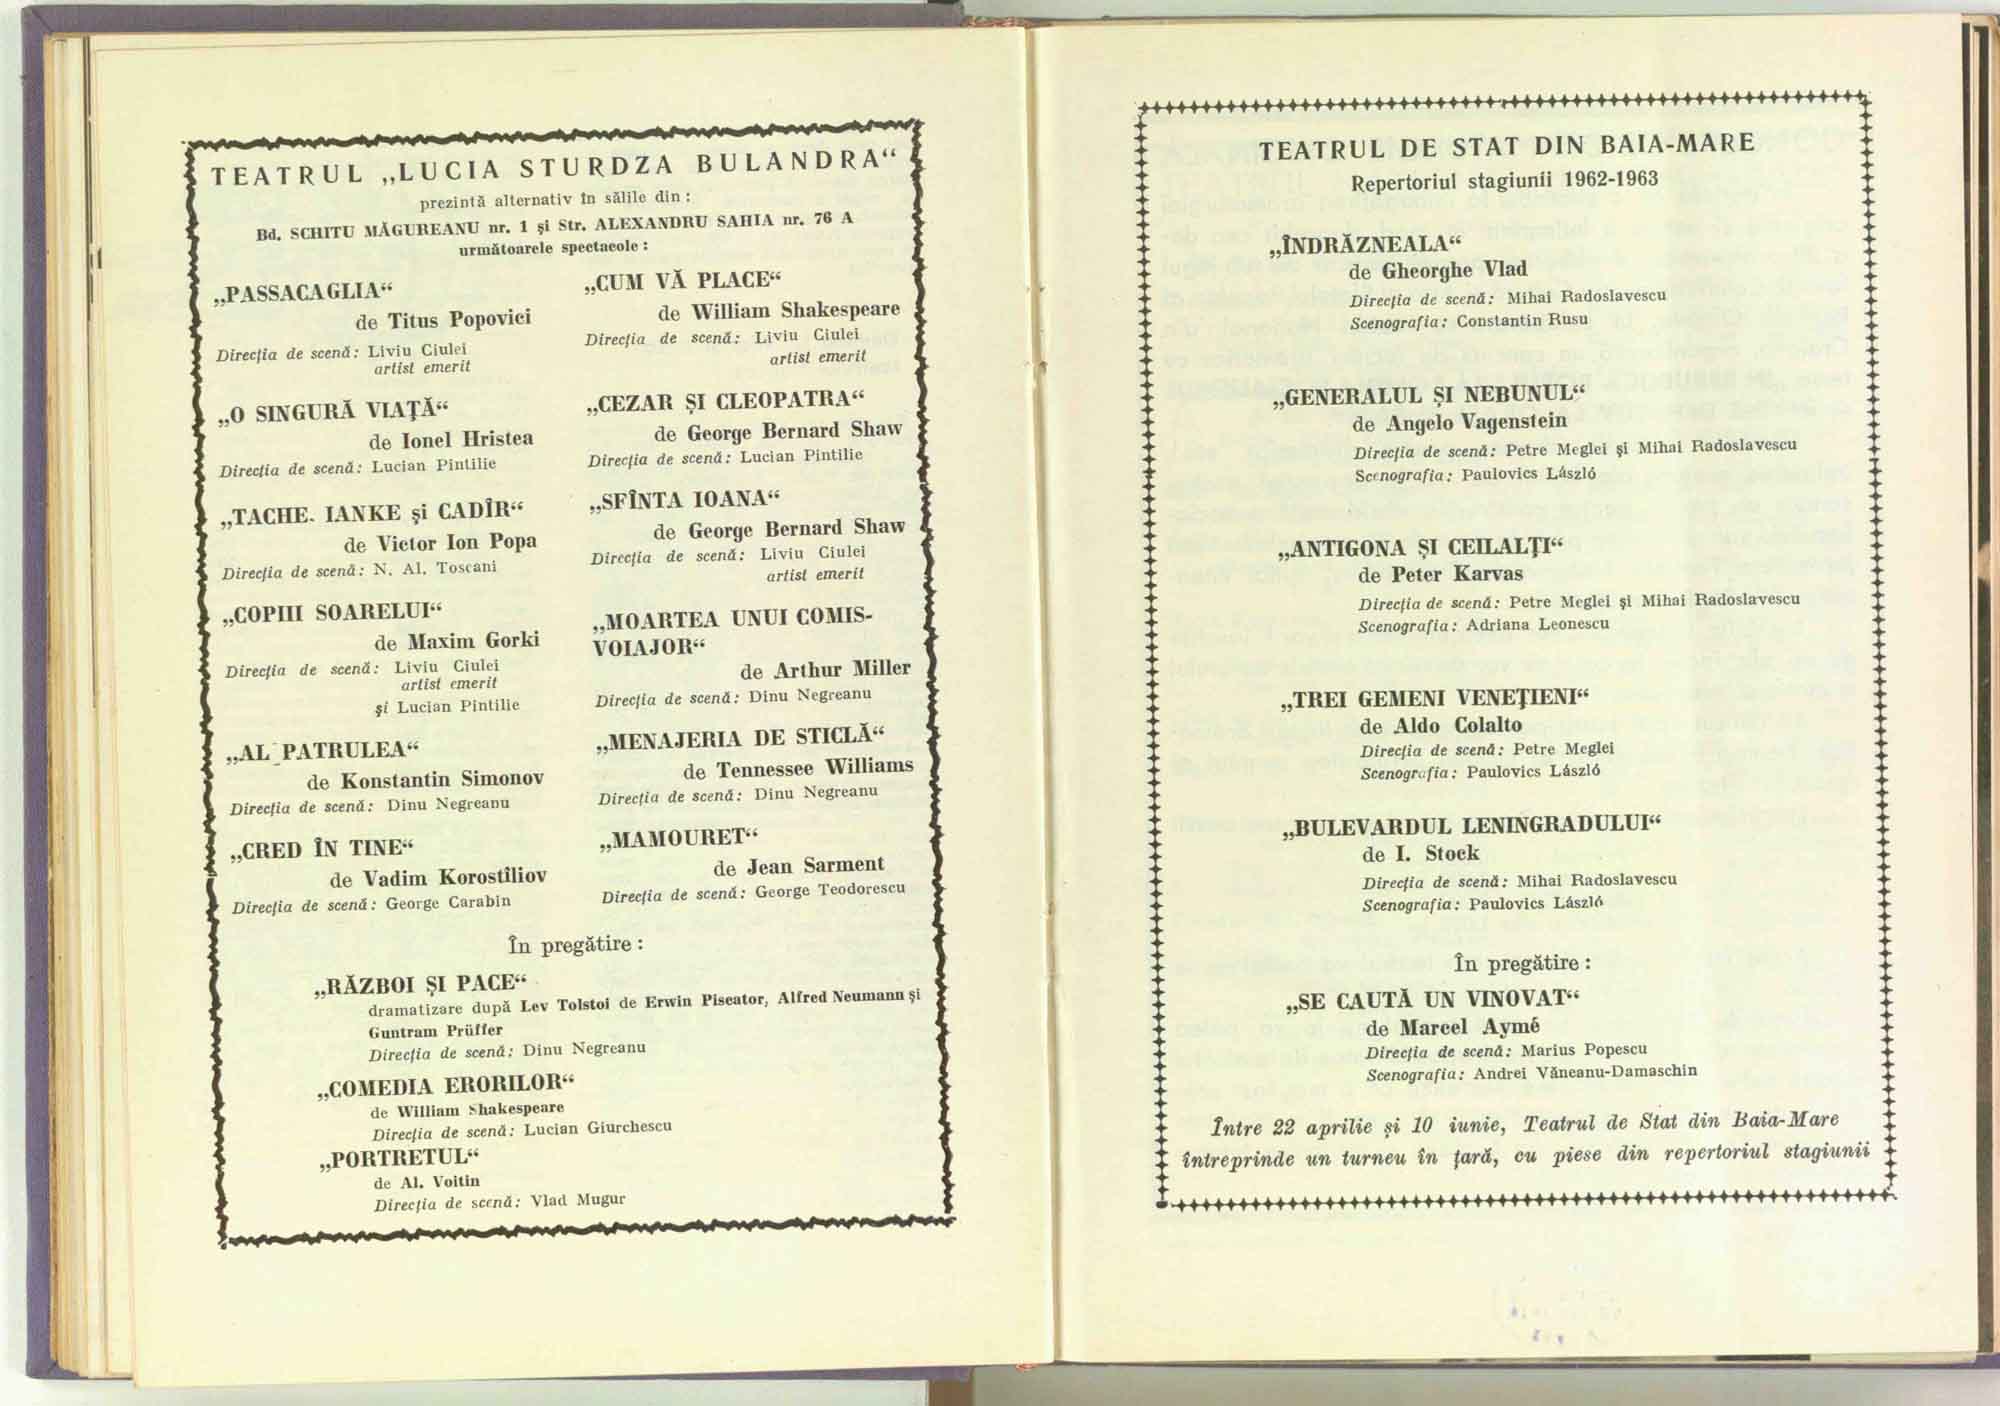 TEATRUL „LUCIA STURDZA BULANDRA“
prezintă alternativ în sălile din :
Bd. SCHITU MĂGUREANU nr. 1 şi Str. ALEXANDRU SAHIA nr. 76 A
următoarele spectacole :
„PASSACAGLIA“
de Titus Popovici
Direcţia de scenă: Liviu Ciulei
artist emerit
„O SINGURĂ VIAŢĂ“
de Ionel Hristea
Direcţia de scenă: Lucian Pintilie
„TACHE, IANKE şi CADÎR“
de Victor Ion Popa
Direcţia de scenă: N. Al. Toscani
„COPIII SOARELUI“
de Maxim Gorki
Direcţia de scenă: Liviu Ciulei
artist emerit
şi Lucian Pintilie
„AL PATRULEA“
de Konstantin Simonov
Direcţia de scenă: Dinu Negreanu
„CRED ÎN TINE“
de Vadim Korostîliov
Direcţia de scenă: George Carabin
„CUM VĂ PLACE“
de William Shakespeare
Direcţia de scenă: Liviu Ciulei
artist emerit
„CEZAR ŞI CLEOPATRA“
de George Bernard Shaw
Direcţia de scenă: Lucian Pintilie
„SFÎNTA IOANA“
de George Bernard Shaw
Direcţia de scenă: Liviu Ciulei
artist emerit
„MOARTEA UNUI COMIS-
VOIAJOR“
de Arthur Miller
Direcţia de scenă: Dinu Negreanu
„MENAJERIA DE STICLĂ“
de Tennessee Williams
Direcţia de scenă: Dinu Negreanu
„MAMOURET“
de Jean Sarment
Direcţia de scenă: George Teodorescu
În pregătire :
„RĂZBOI ŞI PACE“
dramatizare după Lev Tolstoi de Erwin Piseator, Alfred Neumann şi
Guntram Prüffer
Direcţia de scenă: Dinu Negreanu
„COMEDIA ERORILOR“
de William Shakespeare
Direcţia de scenă: Lucian Giurchescu
„PORTRETUL“
de Al. Voitin
Direcţia de scenă: Vlad Mugur
TEATRUL DE STAT DIN BAIA-MARE
Repertoriul stagiunii 1962-1963
„ÎNDRĂZNEALA“
de Gheorghe Vlad
Direcţia de scenă: Mihai Radoslavescu
Scenografia: Constantin Rusu
„GENERALUL ŞI NEBUNUL“
de Angelo Vagenstein
Direcţia de scenă: Petre Meglei şi Mihai Radoslavescu
Scenografia: Paulovics László
„ANTIGONA ŞI CEILALŢI“
de Peter Karvas
Direcţia de scenă: Petre Meglei şi Mihai Radoslavescu
Scenografia: Adriana Leonescu
„TREI GEMENI VENEŢIENI“
de Aldo Colalto
Direcţia de scenă: Petre Meglei
Scenografia: Paulovics László
„BULEVARDUL LENINGRADULUI“
de I. Stock
Direcţia de scenă: Mihai Radoslavescu
Scenografia: Paulovics László
În pregătire :
„SE CAUTĂ UN VINOVAT“
de Marcel Aymé
Direcţia de scenă: Marius Popescu
Scenografia: Andrei Văneanu-Damaschin
Între 22 aprilie şi 10 iunie, Teatrul de Stat din Baia-Mare
întreprinde un turneu în ţară, cu piese din repertoriul stagiunii